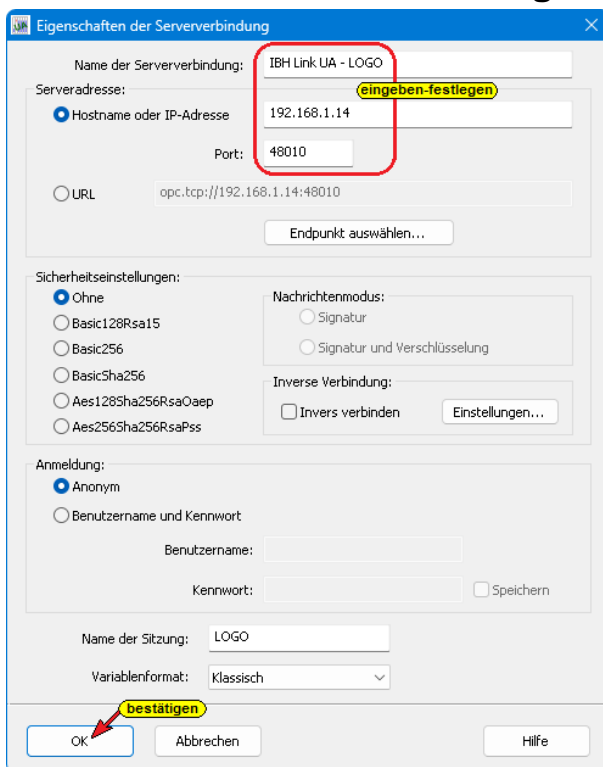 Eigenschaften der Serververbindung
Name der Serververbindung: IBH Link UA - LOGO
Serveradresse:
eingeben-festlegen
Hostname oder IP-Adresse 192.168.1.14
Port: 48010
URL opc.tcp://192.168.1.14:48010
Endpunkt auswählen...
Sicherheitseinstellungen:
Ohne
Basic128Rsa15
Basic256
BasicSha256
Aes128Sha256RsaOaep
Aes256Sha256RsaPss
Nachrichtenmodus:
Signatur
Signatur und Verschlüsselung
Inverse Verbindung:
Invers verbinden Einstellungen...
Anmeldung:
Anonym
Benutzername und Kennwort
Benutzername:
Kennwort: Speichern
Name der Sitzung: LOGO
Variablenformat: Klassisch
bestätigen
OK Abbrechen Hilfe